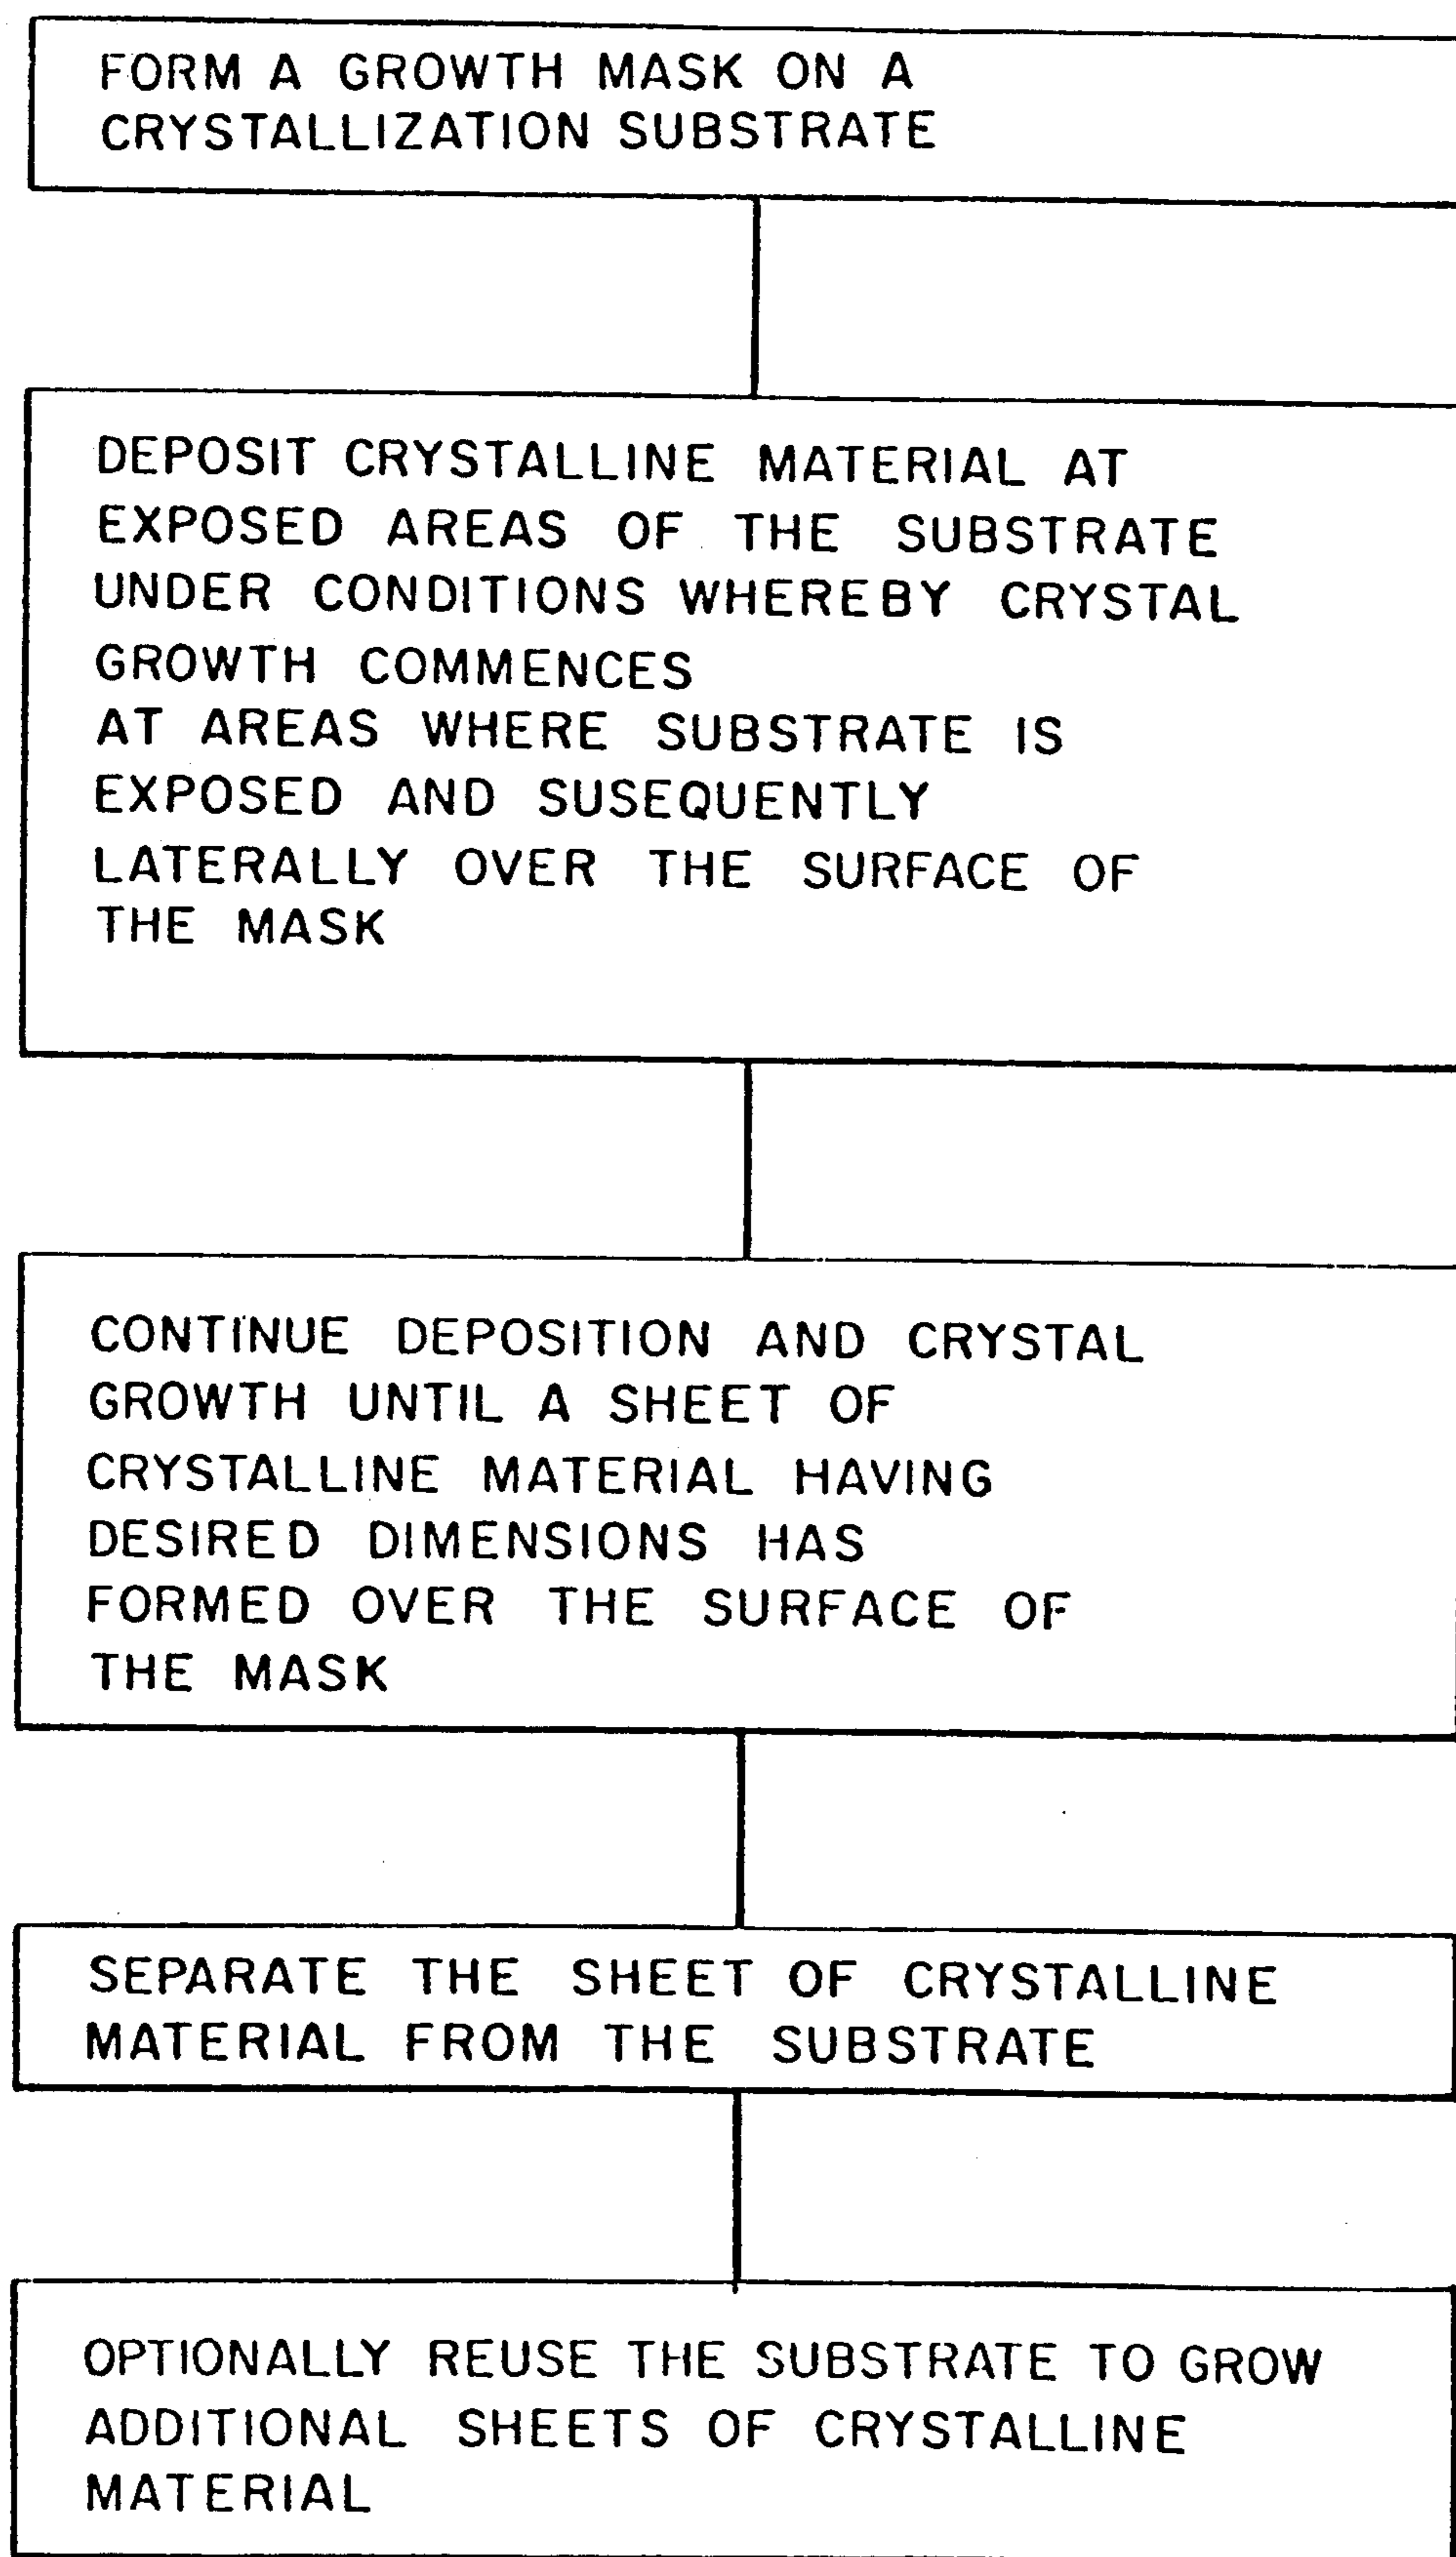 FORM A GROWTH MASK ON A
CRYSTALLIZATION SUBSTRATE
DEPOSIT CRYSTALLINE MATERIAL AT
EXPOSED AREAS OF THE SUBSTRATE
UNDER CONDITIONS WHEREBY CRYSTAL
GROWTH COMMENCES
AT AREAS WHERE SUBSTRATE IS
EXPOSED AND SUSEQUENTLY
LATERALLY OVER THE SURFACE OF
THE MASK
CONTINUE DEPOSITION AND CRYSTAL
GROWTH UNTIL A SHEET OF
CRYSTALLINE MATERIAL HAVING
DESIRED DIMENSIONS HAS
FORMED OVER THE SURFACE OF
THE MASK
SEPARATE THE SHEET OF CRYSTALLINE
MATERIAL FROM THE SUBSTRATE
OPTIONALLY REUSE THE SUBSTRATE TO GROW
ADDITIONAL SHEETS OF CRYSTALLINE
MATERIAL